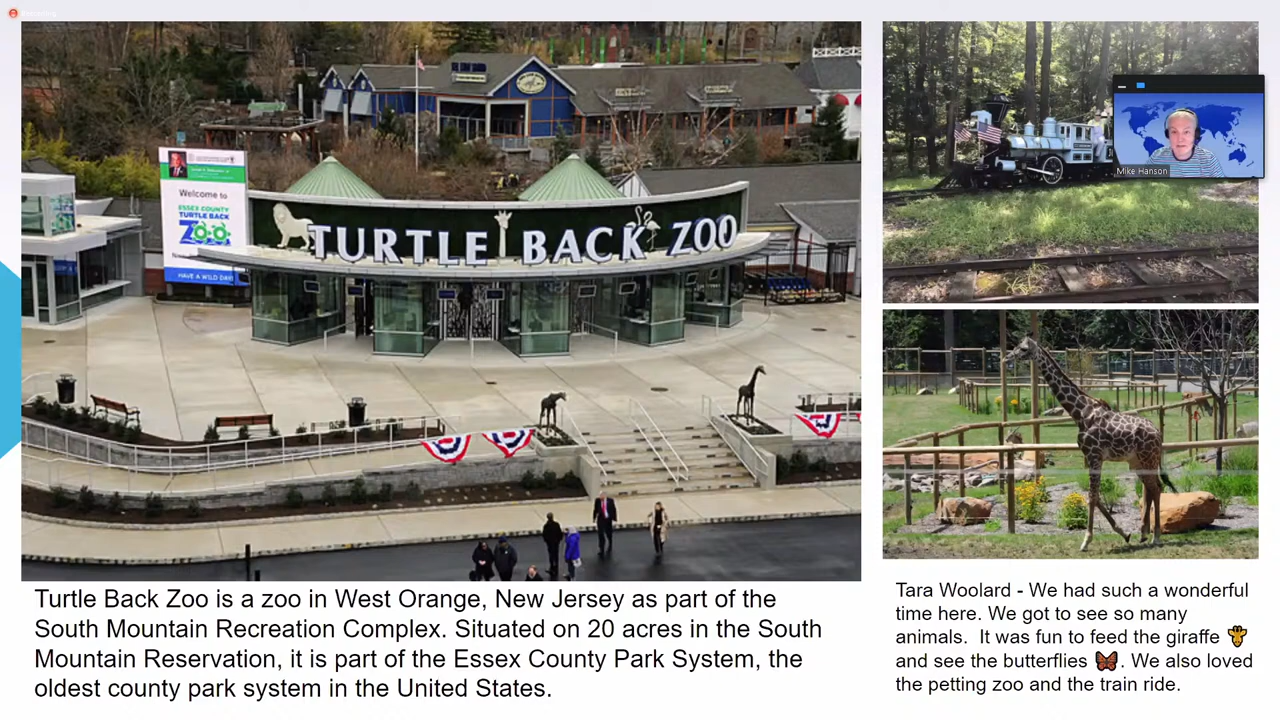 Recording
Welcome to
ESSEX COUNTY
TURTLE BACK
ZOO
HAVE A WILD DAY!
TURTLE BACK ZOO
Mike Hanson
Turtle Back Zoo is a zoo in West Orange, New Jersey as part of the
South Mountain Recreation Complex. Situated on 20 acres in the South
Mountain Reservation, it is part of the Essex County Park System, the
oldest county park system in the United States.
Tara Woolard - We had such a wonderful
time here. We got to see so many
animals. It was fun to feed the giraffe 🦒
and see the butterflies 🦋. We also loved
the petting zoo and the train ride.